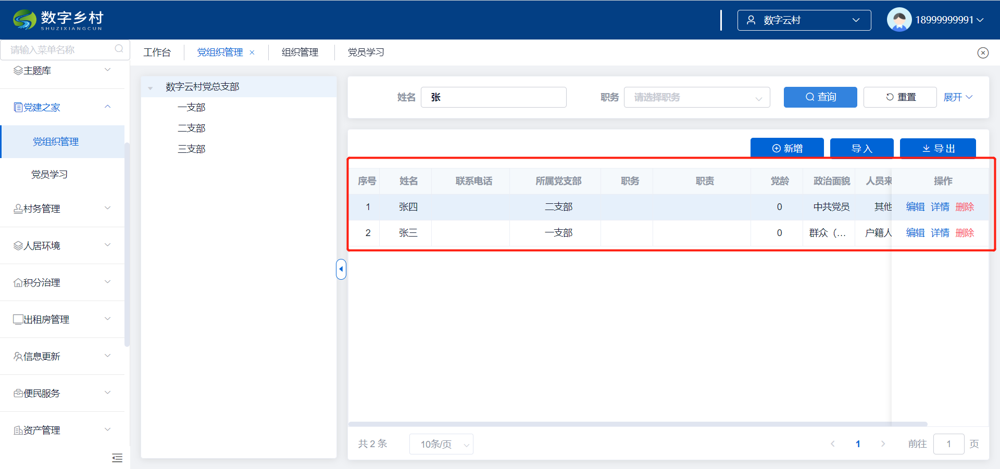 数字乡村
SHUZIXIANGCUN
数字云村
18999999991
请输入菜单名称
工作台
党组织管理
组织管理
党员学习
主题库
党建之家
党组织管理
党员学习
村务管理
人居环境
积分治理
出租房管理
信息更新
便民服务
资产管理
数字云村党总支部
一支部
二支部
三支部
姓名 张 职务 请选择职务 查询 重置 展开
新增 导入 导出
序号 姓名 联系电话 所属党支部 职务 职责 党龄 政治面貌 人员来 操作
1 张四 二支部 0 中共党员 其他 编辑 详情 删除
2 张三 一支部 0 群众（... 户籍人 编辑 详情 删除
共 2 条 10条/页 1 前往 1 页